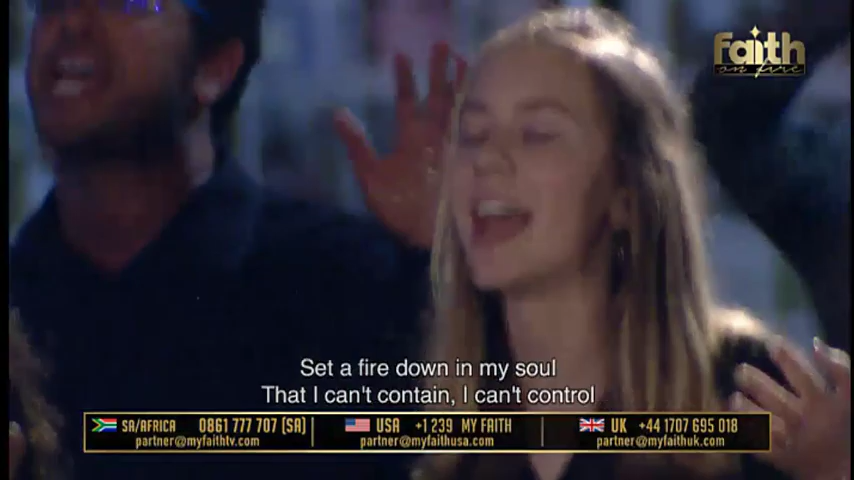 faith
on fire
Set a fire down in my soul
That I can't contain, I can't control
SA/AFRICA 0861 777 707 (SA)
partner@myfaithtv.com
USA +1 239 MY FAITH
partner@myfaithusa.com
UK +44 1707 695 018
partner@myfaithuk.com